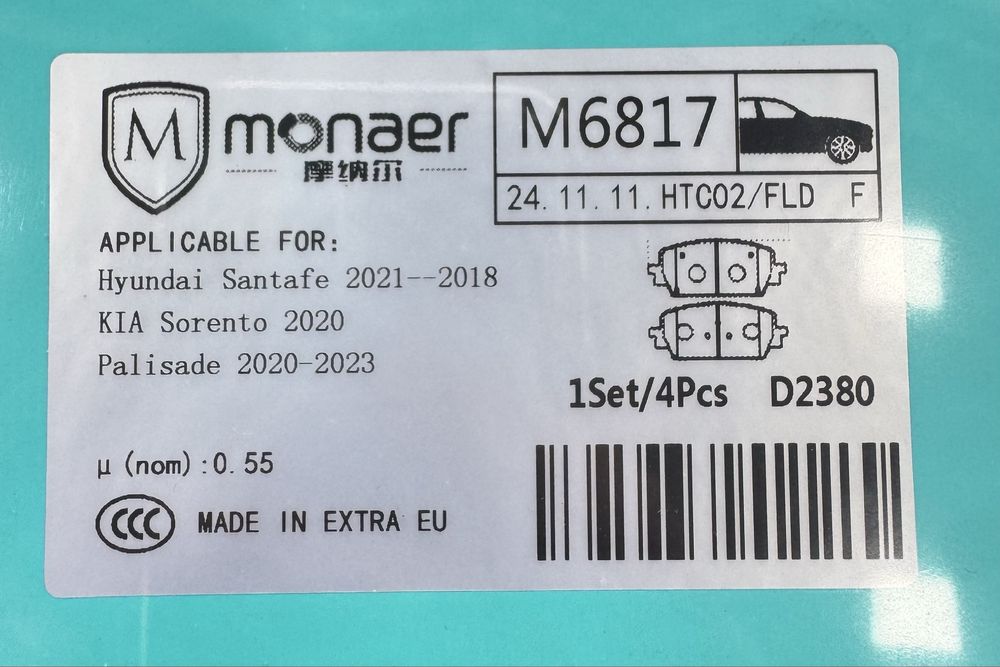 M
monaer
摩纳尔
M6817
24. 11. 11. HTC02/FLD F
APPLICABLE FOR:
Hyundai Santafe 2021--2018
KIA Sorento 2020
Palisade 2020-2023
1Set/4Pcs D2380
μ (nom) :0. 55
CCC MADE IN EXTRA EU